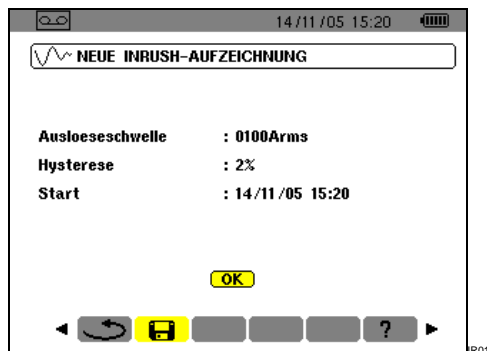 14/11/05 15:20
NEUE INRUSH-AUFZEICHNUNG
Ausloeseschwelle : 0100Arms
Hysterese : 2%
Start : 14/11/05 15:20
OK
?